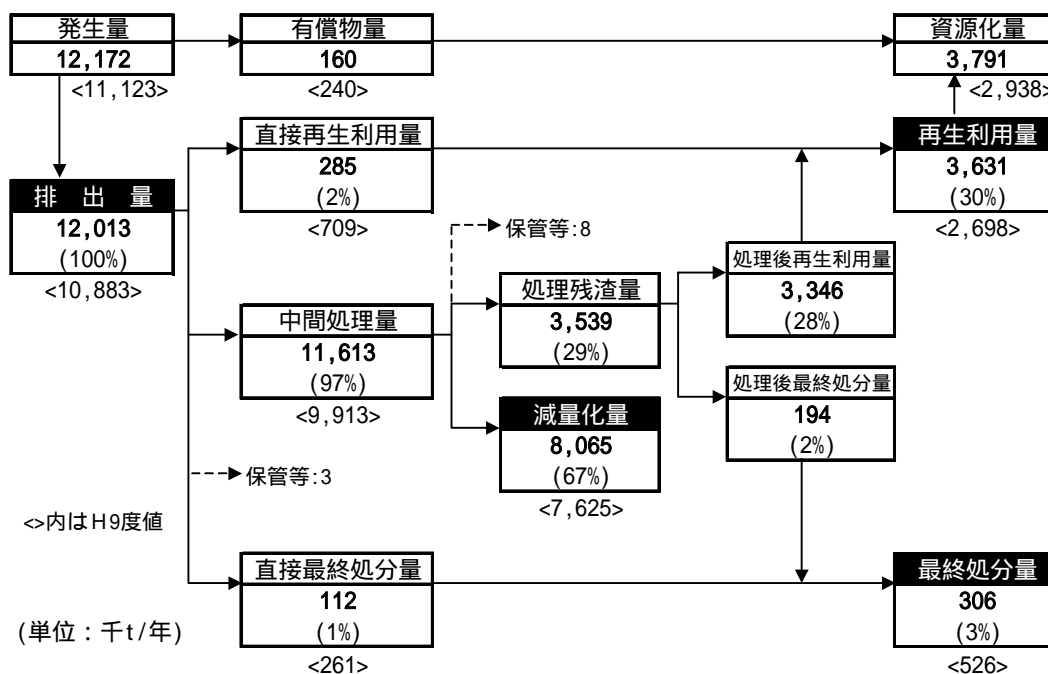 発生量
12,172
<11,123>
有償物量
160
<240>
資源化量
3,791
<2,938>
直接再生利用量
285
(2%)
<709>
再生利用量
3,631
(30%)
<2,698>
排 出 量
12,013
(100%)
<10,883>
保管等:8
処理後再生利用量
3,346
(28%)
処理残渣量
3,539
(29%)
中間処理量
11,613
(97%)
<9,913>
処理後最終処分量
194
(2%)
減量化量
8,065
(67%)
<7,625>
保管等:3
<>内はH9度値
直接最終処分量
112
(1%)
<261>
最終処分量
306
(3%)
<526>
(単位：千t/年)